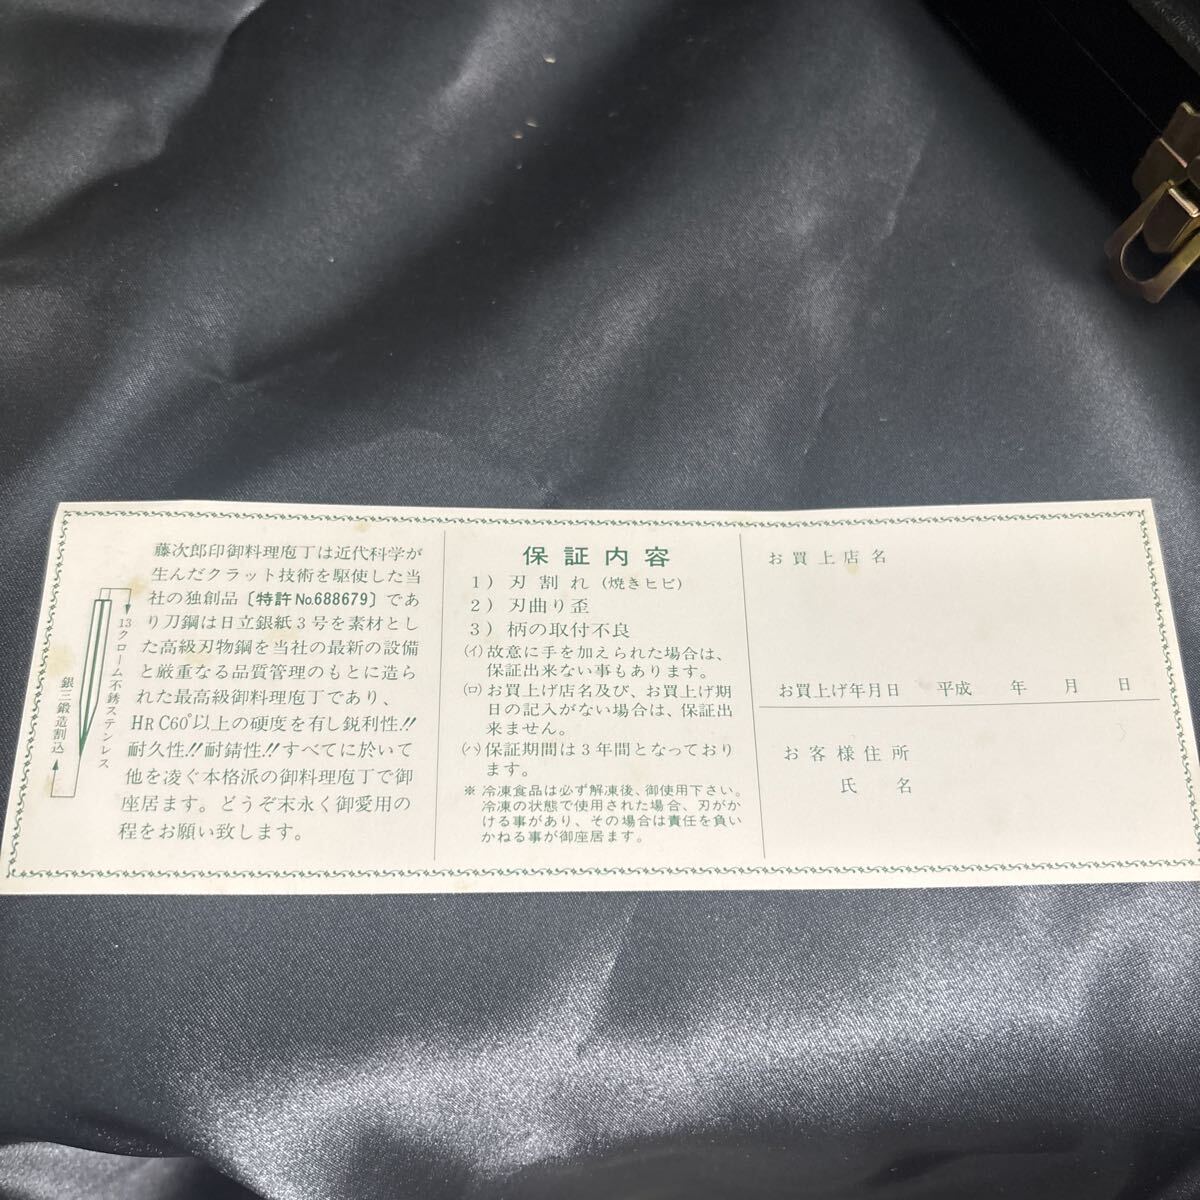 藤次郎印御料理庖丁は近代科学が
生んだクラット技術を駆使した当
社の独創品〔特許No.688679〕であ
り刀鋼は日立銀紙3号を素材とし
た高級刃物鋼を当社の最新の設備
と厳重なる品質管理のもとに造ら
れた最高級御料理庖丁であり、
HR C60°以上の硬度を有し鋭利性!!
耐久性!!耐錆性!!すべてに於いて
他を凌ぐ本格派の御料理庖丁で御
座居ます。どうぞ末永く御愛用の
程をお願い致します。
13クローム不銹ステンレス
銀三鍛造割込
保証内容
1）刃割れ（焼きヒビ）
2）刃曲り歪
3）柄の取付不良
(イ)故意に手を加えられた場合は、
保証出来ない事もあります。
(ロ)お買上げ店名及び、お買上げ期
日の記入がない場合は、保証出
来ません。
(ハ)保証期間は3年間となっており
ます。
※ 冷凍食品は必ず解凍後、御使用下さい。
冷凍の状態で使用された場合、刃がか
ける事があり、その場合は責任を負い
かねる事が御座居ます。
お買上店名
お買上げ年月日 平成 年 月 日
お客様住所
氏名